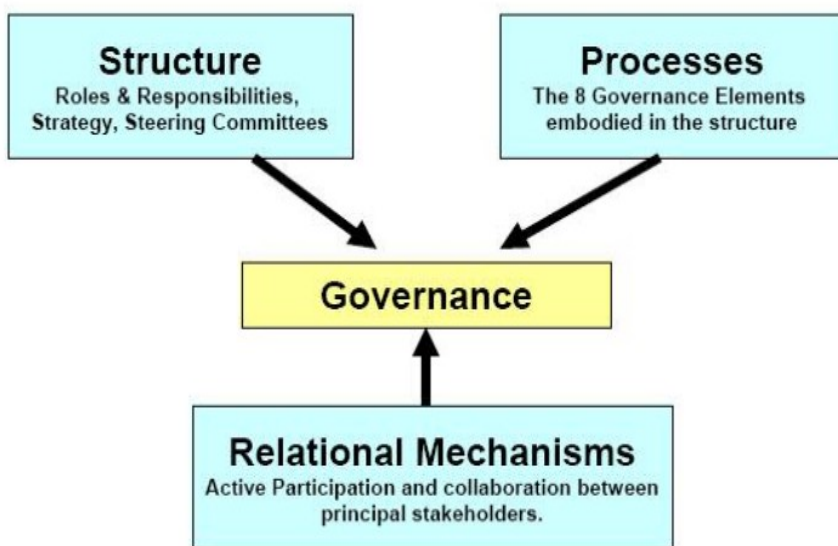 Structure
Roles & Responsibilities,
Strategy, Steering Committees
Processes
The 8 Governance Elements
embodied in the structure
Governance
Relational Mechanisms
Active Participation and collaboration between
principal stakeholders.